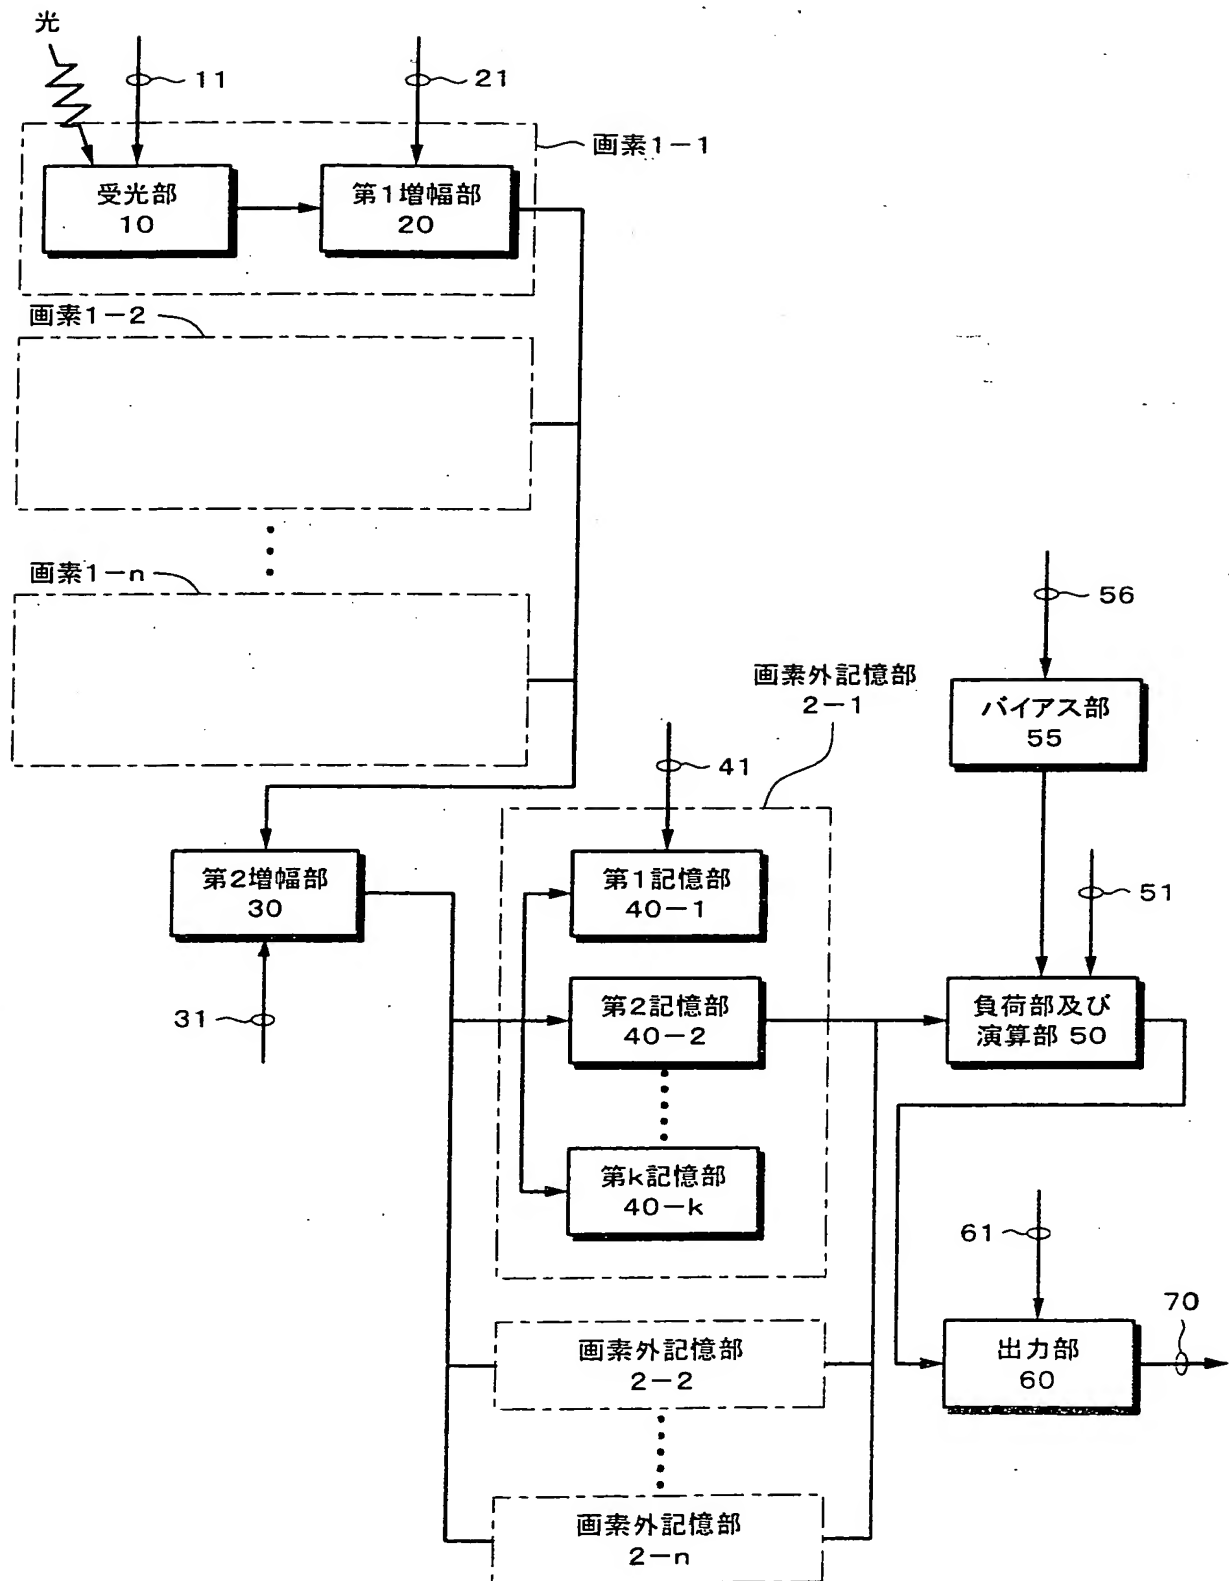 光
11
21
画素1-1
受光部
10
第1増幅部
20
画素1-2
画素1-n
56
画素外記憶部
2-1
バイアス部
55
41
51
第2増幅部
30
第1記憶部
40-1
31
第2記憶部
40-2
負荷部及び
演算部 50
第k記憶部
40-k
61
70
画素外記憶部
2-2
出力部
60
画素外記憶部
2-n